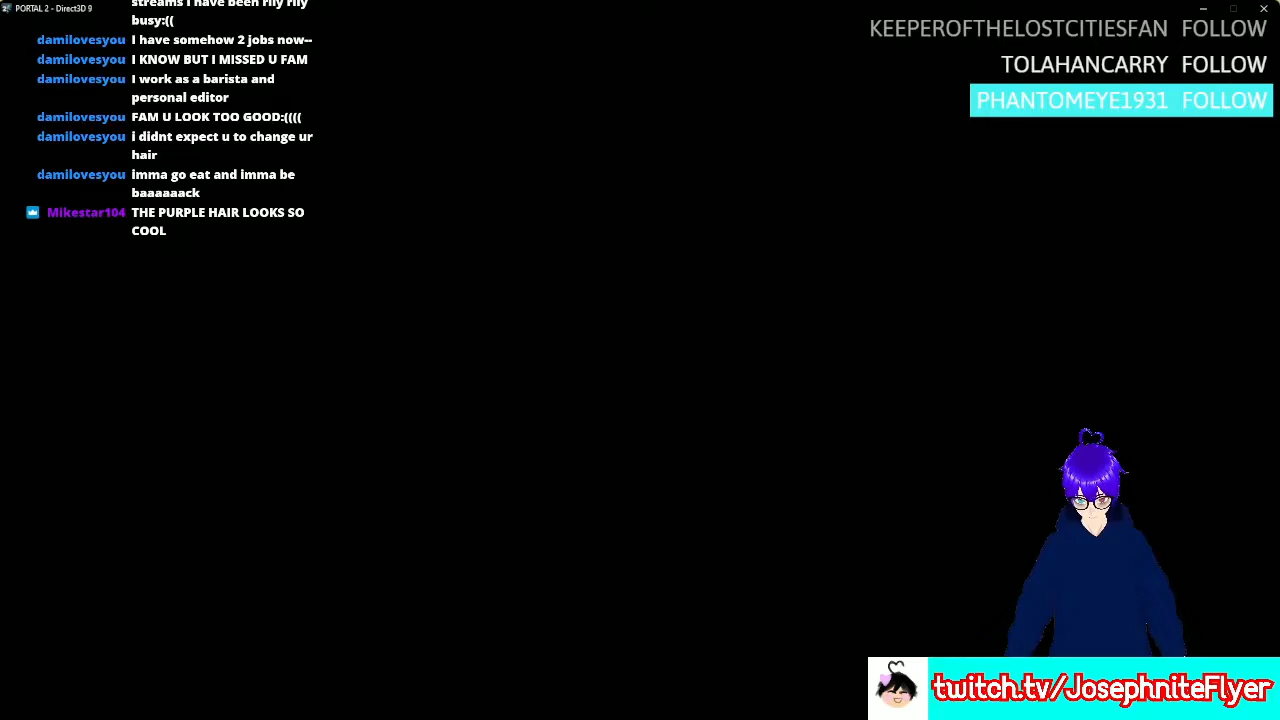 PORTAL 2 - Direct3D 9
streams I have been rlly rlly
busy:((
damilovesyou I have somehow 2 jobs now--
damilovesyou I KNOW BUT I MISSED U FAM
damilovesyou I work as a barista and
personal editor
damilovesyou FAM U LOOK TOO GOOD:((((
damilovesyou i didnt expect u to change ur
hair
damilovesyou imma go eat and imma be
baaaaaack
Mikestar104 THE PURPLE HAIR LOOKS SO
COOL
KEEPEROFTHELOSTCITIESFAN FOLLOW
TOLAHANCARRY FOLLOW
PHANTOMEYE1931 FOLLOW
twitch.tv/JosephniteFlyer